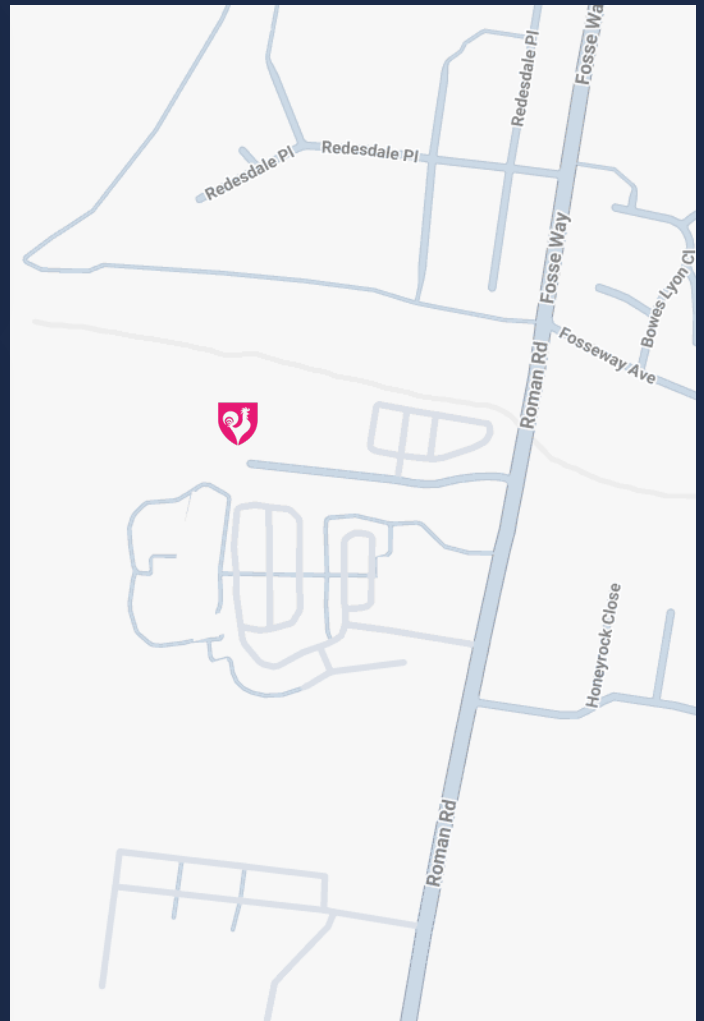 Fosse Wa
Redesdale Pl
Redesdale Pl
Redesdale Pl
Fosse Way
Bowes Lyon Cl
Fosseway Ave
Roman Rd
Honeyrock Close
Roman Rd